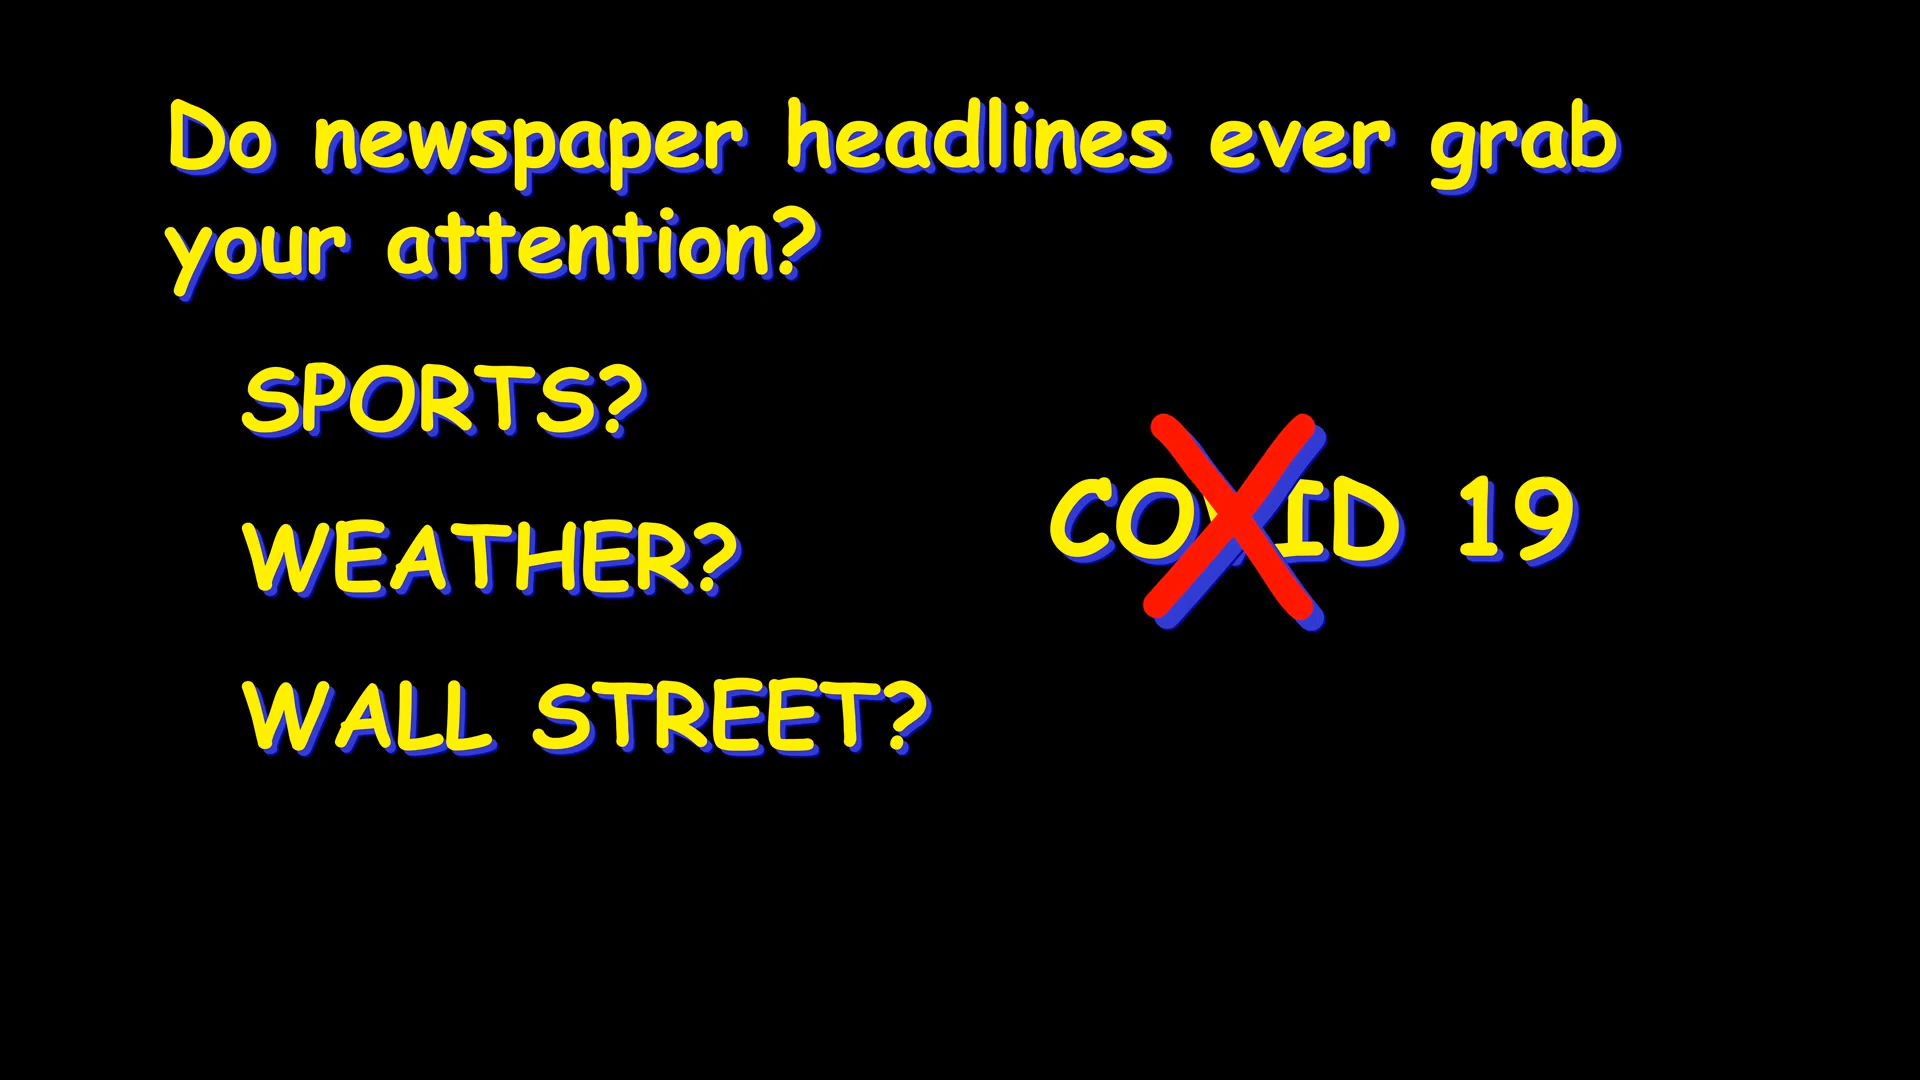 Do newspaper headlines ever grab
your attention?
SPORTS?
COVID 19
WEATHER?
WALL STREET?